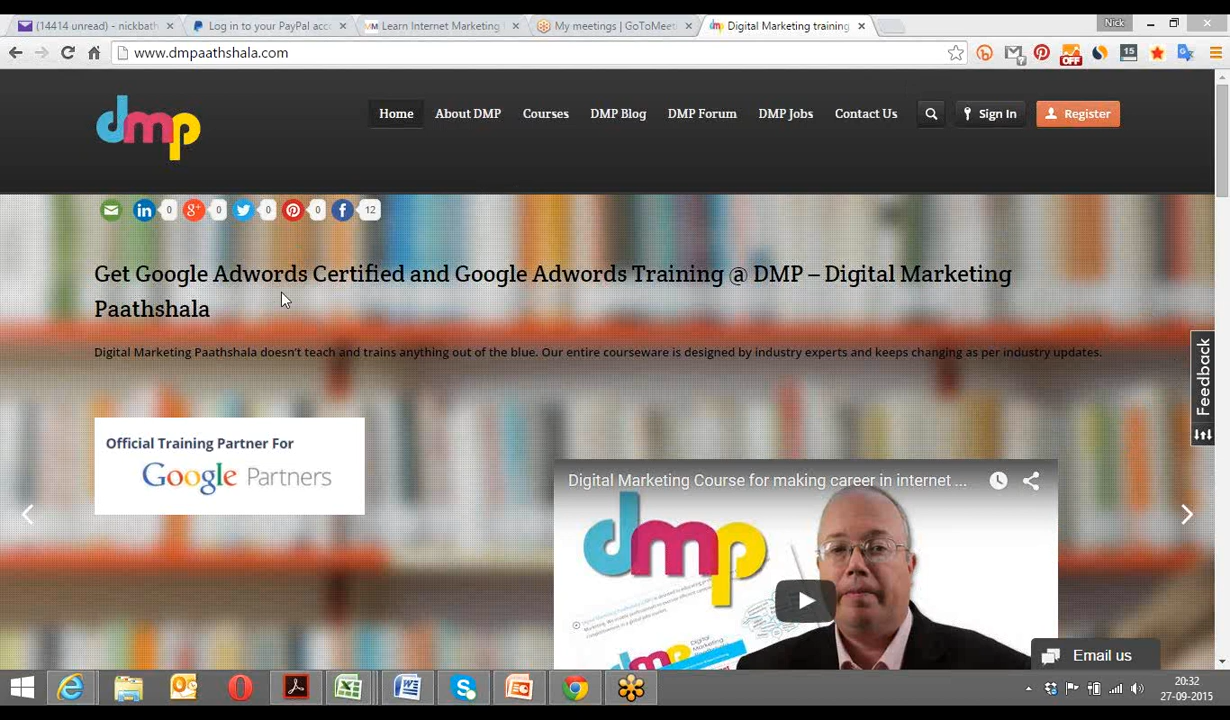 (14414 unread) - nickbath
Log in to your PayPal acc
Learn Internet Marketing
My meetings | GoToMeet
Digital Marketing training
Nick
www.dmpaathshala.com
OFF
15
dmp
Home
About DMP
Courses
DMP Blog
DMP Forum
DMP Jobs
Contact Us
Sign In
Register
0
0
0
0
12
Get Google Adwords Certified and Google Adwords Training @ DMP – Digital Marketing
Paathshala
Digital Marketing Paathshala doesn't teach and trains anything out of the blue. Our entire courseware is designed by industry experts and keeps changing as per industry updates.
Feedback
Official Training Partner For
Google Partners
Digital Marketing Course for making career in internet ...
dmp
Digital
Marketing
Email us
20:32
27-09-2015